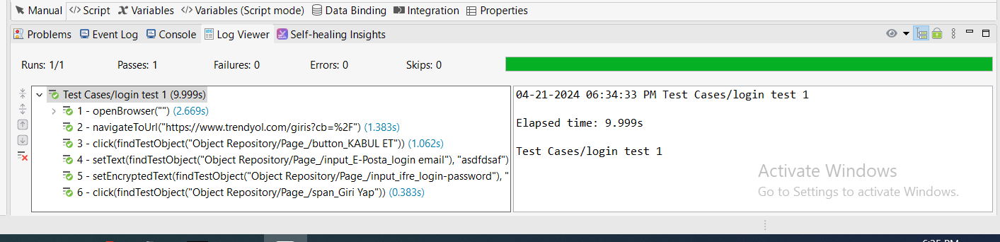 Manual </> Script Variables </> Variables (Script mode) Data Binding Integration Properties
Problems Event Log Console Log Viewer Self-healing Insights
Runs: 1/1 Passes: 1 Failures: 0 Errors: 0 Skips: 0
Test Cases/login test 1 (9.999s)
1 - openBrowser("") (2.669s)
2 - navigateToUrl("https://www.trendyol.com/giris?cb=%2F") (1.383s)
3 - click(findTestObject("Object Repository/Page_/button_KABUL ET")) (1.062s)
4 - setText(findTestObject("Object Repository/Page_/input_E-Posta_login email"), "asdfdsaf")
5 - setEncryptedText(findTestObject("Object Repository/Page_/input_ifre_login-password"), "
6 - click(findTestObject("Object Repository/Page_/span_Giri Yap")) (0.383s)
04-21-2024 06:34:33 PM Test Cases/login test 1
Elapsed time: 9.999s
Test Cases/login test 1
Activate Windows
Go to Settings to activate Windows.